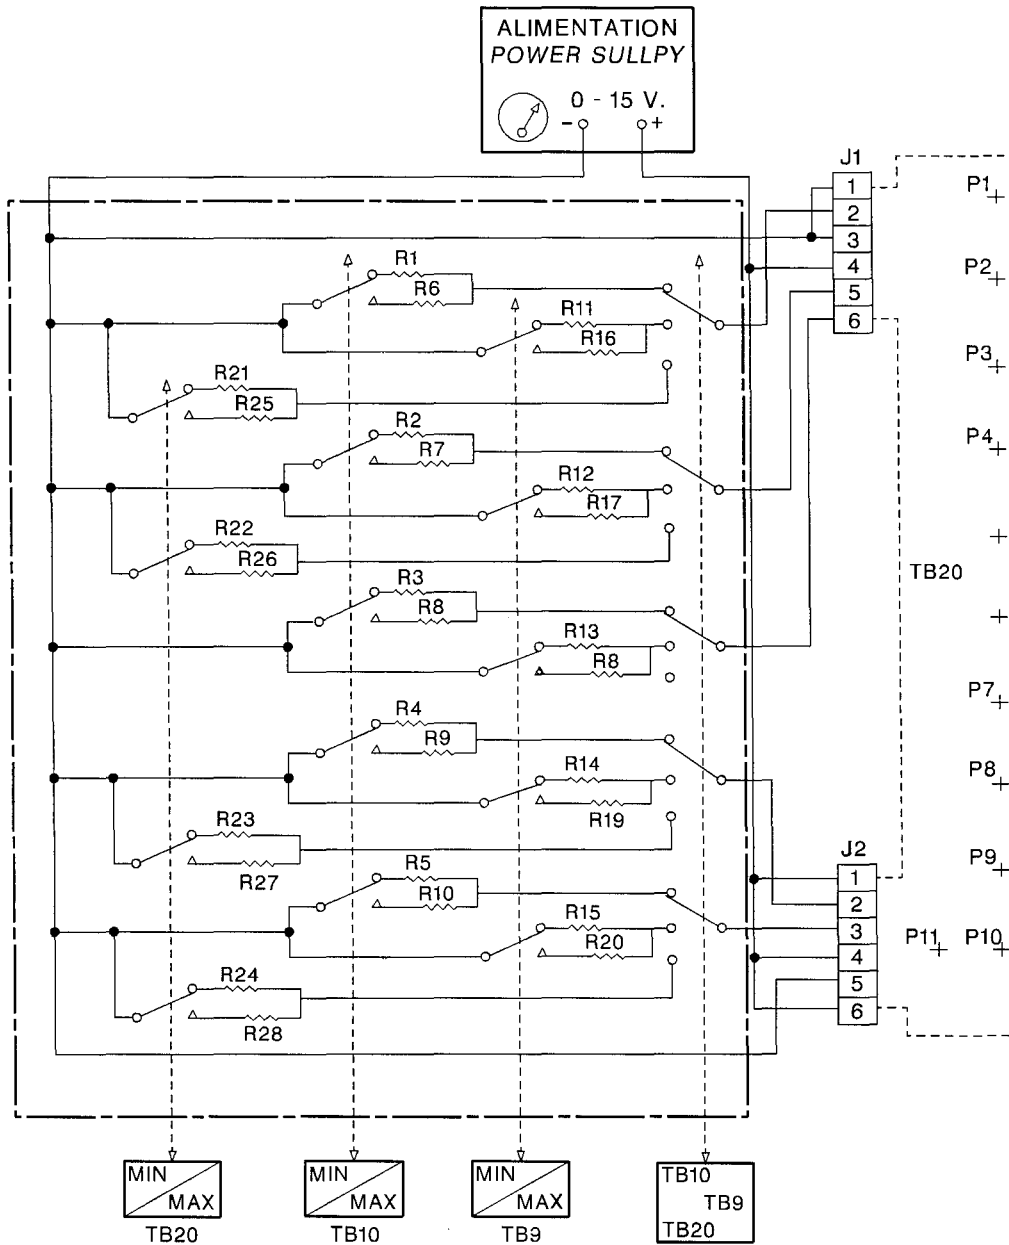 ALIMENTATION
POWER SULLPY
0 - 15 V.
- +
J1
1
2
3
4
5
6
P1
P2
P3
P4
TB20
P7
P8
P9
P11 P10
R1
R6
R11
R16
R21
R25
R2
R7
R12
R17
R22
R26
R3
R8
R13
R8
R4
R9
R14
R19
R23
R27
R5
R10
R15
R20
R24
R28
J2
1
2
3
4
5
6
MIN
MAX
TB20
MIN
MAX
TB10
MIN
MAX
TB9
TB10
TB9
TB20